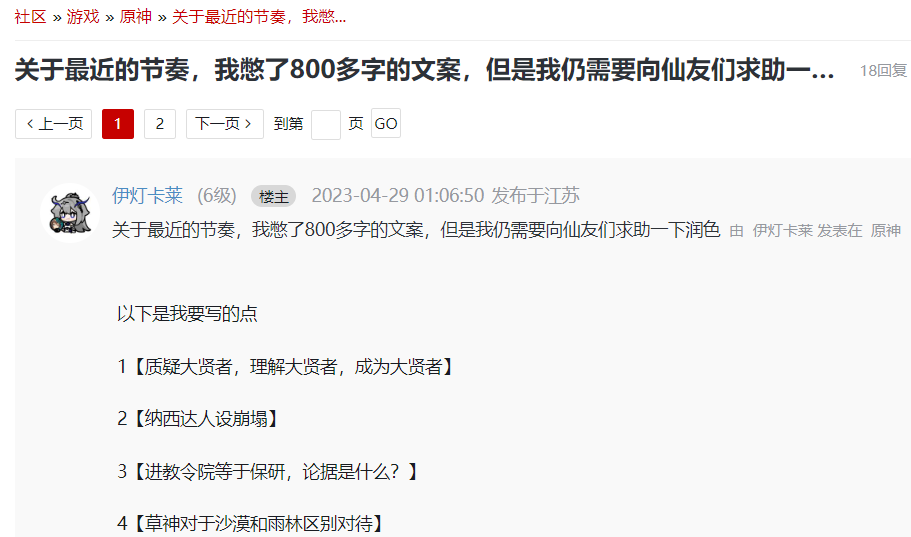 社区 » 游戏 » 原神 » 关于最近的节奏，我憋...
关于最近的节奏，我憋了800多字的文案，但是我仍需要向仙友们求助一... 18回复
< 上一页 1 2 下一页 > 到第 页 GO
伊灯卡莱 (6级) 楼主 2023-04-29 01:06:50 发布于江苏
关于最近的节奏，我憋了800多字的文案，但是我仍需要向仙友们求助一下润色 由 伊灯卡莱 发表在 原神
以下是我要写的点
1【质疑大贤者，理解大贤者，成为大贤者】
2【纳西达人设崩塌】
3【进教令院等于保研，论据是什么？】
4【草神对于沙漠和雨林区别对待】